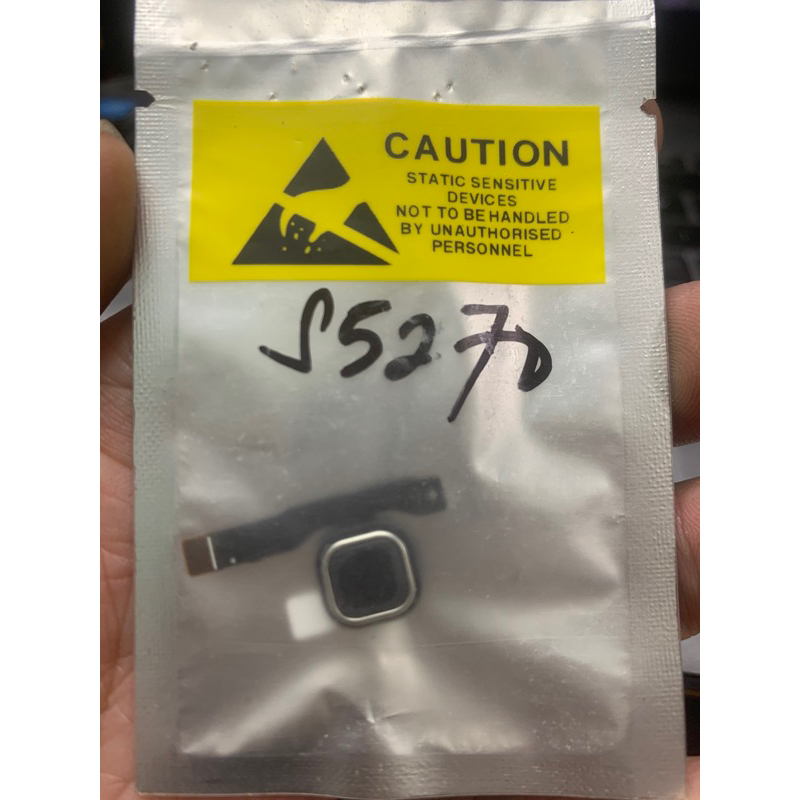 CAUTION
STATIC SENSITIVE
DEVICES
NOT TO BE HANDLED
BY UNAUTHORISED
PERSONNEL
S5270